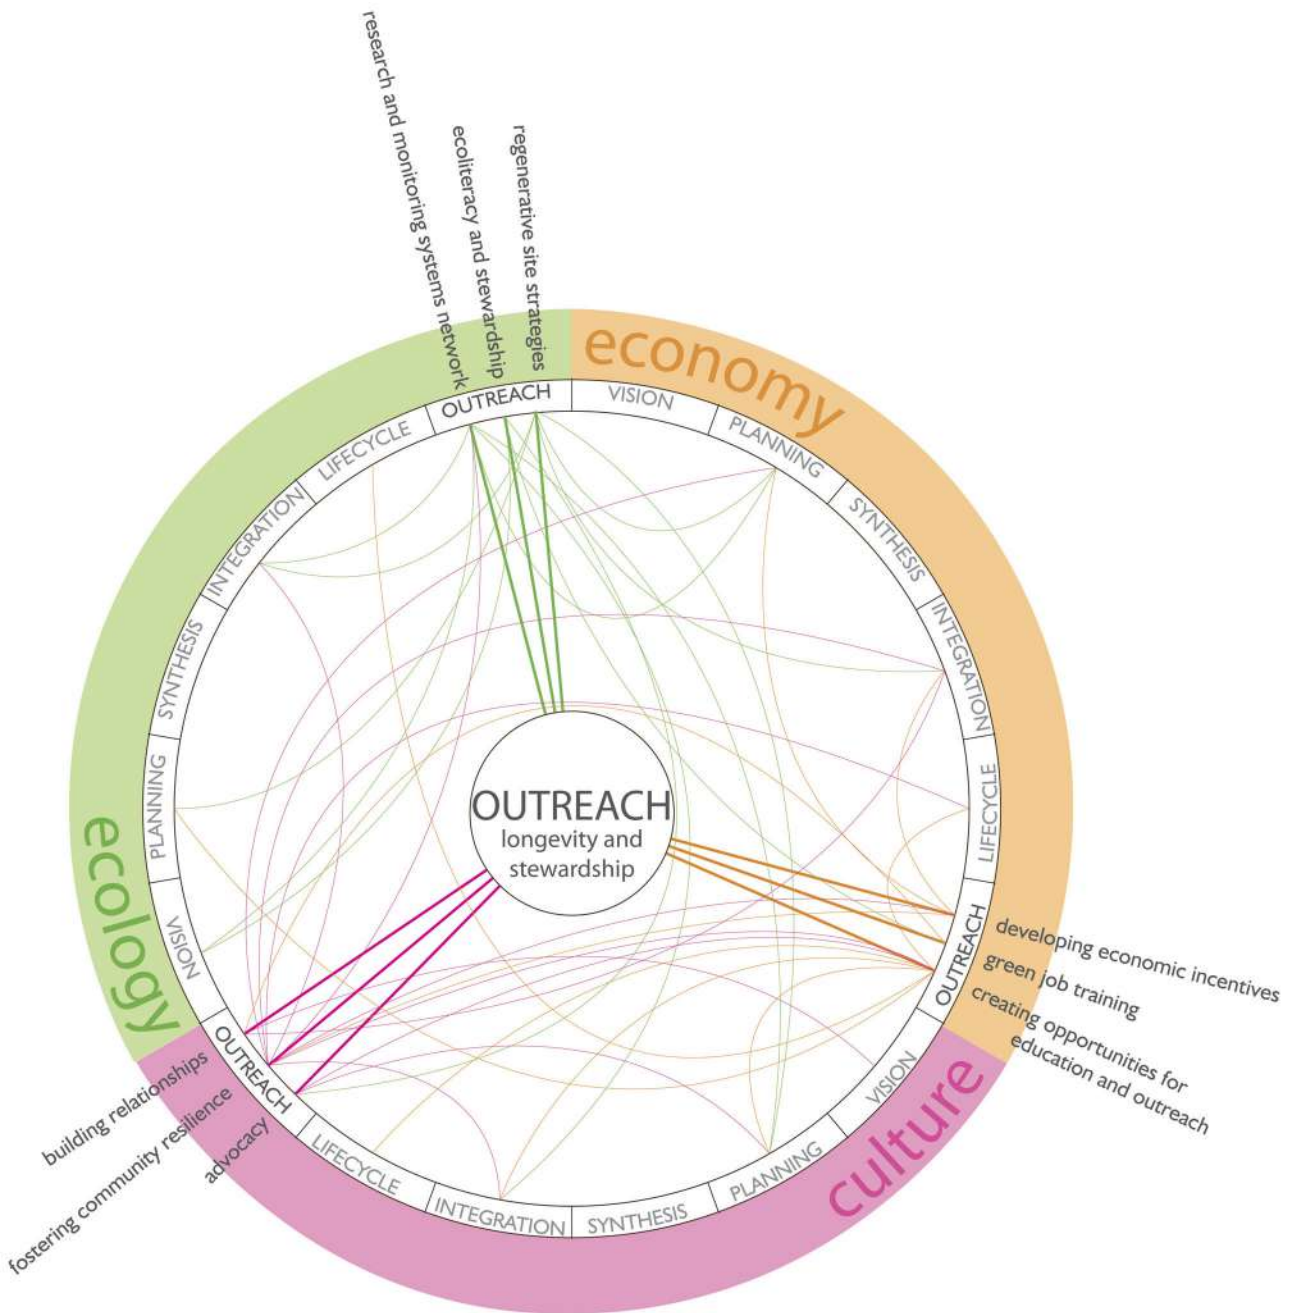 research and monitoring systems network
ecoliteracy and stewardship
regenerative site strategies
economy
VISION
PLANNING
SYNTHESIS
INTEGRATION
LIFECYCLE
OUTREACH
developing economic incentives
green job training
creating opportunities for
education and outreach
culture
VISION
PLANNING
SYNTHESIS
INTEGRATION
LIFECYCLE
OUTREACH
advocacy
fostering community resilience
building relationships
ecology
VISION
PLANNING
SYNTHESIS
INTEGRATION
LIFECYCLE
OUTREACH
OUTREACH
longevity and
stewardship